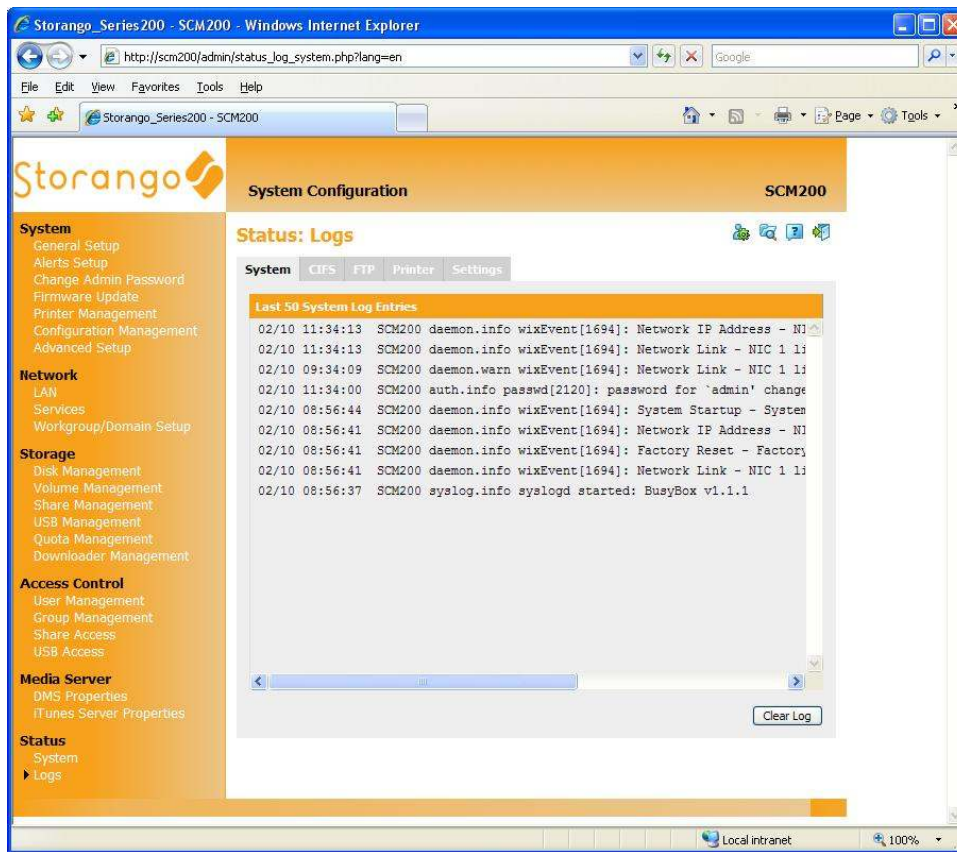 Storango_Series200 - SCM200 - Windows Internet Explorer
http://scm200/admin/status_log_system.php?lang=en
Google
File Edit View Favorites Tools Help
Storango_Series200 - SCM200
Page
Tools
Storango
System Configuration
SCM200
System
General Setup
Alerts Setup
Change Admin Password
Firmware Update
Printer Management
Configuration Management
Advanced Setup
Network
LAN
Services
Workgroup/Domain Setup
Storage
Disk Management
Volume Management
Share Management
USB Management
Quota Management
Downloader Management
Access Control
User Management
Group Management
Share Access
USB Access
Media Server
DMS Properties
iTunes Server Properties
Status
System
Logs
Status: Logs
System CIFS FTP Printer Settings
Last 50 System Log Entries
02/10 11:34:13 SCM200 daemon.info wixEvent[1694]: Network IP Address - NI
02/10 11:34:13 SCM200 daemon.info wixEvent[1694]: Network Link - NIC 1 li
02/10 09:34:09 SCM200 daemon.warn wixEvent[1694]: Network Link - NIC 1 li
02/10 11:34:00 SCM200 auth.info passwd[2120]: password for `admin' change
02/10 08:56:44 SCM200 daemon.info wixEvent[1694]: System Startup - System
02/10 08:56:41 SCM200 daemon.info wixEvent[1694]: Network IP Address - NI
02/10 08:56:41 SCM200 daemon.info wixEvent[1694]: Factory Reset - Factory
02/10 08:56:41 SCM200 daemon.info wixEvent[1694]: Network Link - NIC 1 li
02/10 08:56:37 SCM200 syslog.info syslogd started: BusyBox v1.1.1
Clear Log
Local intranet
100%